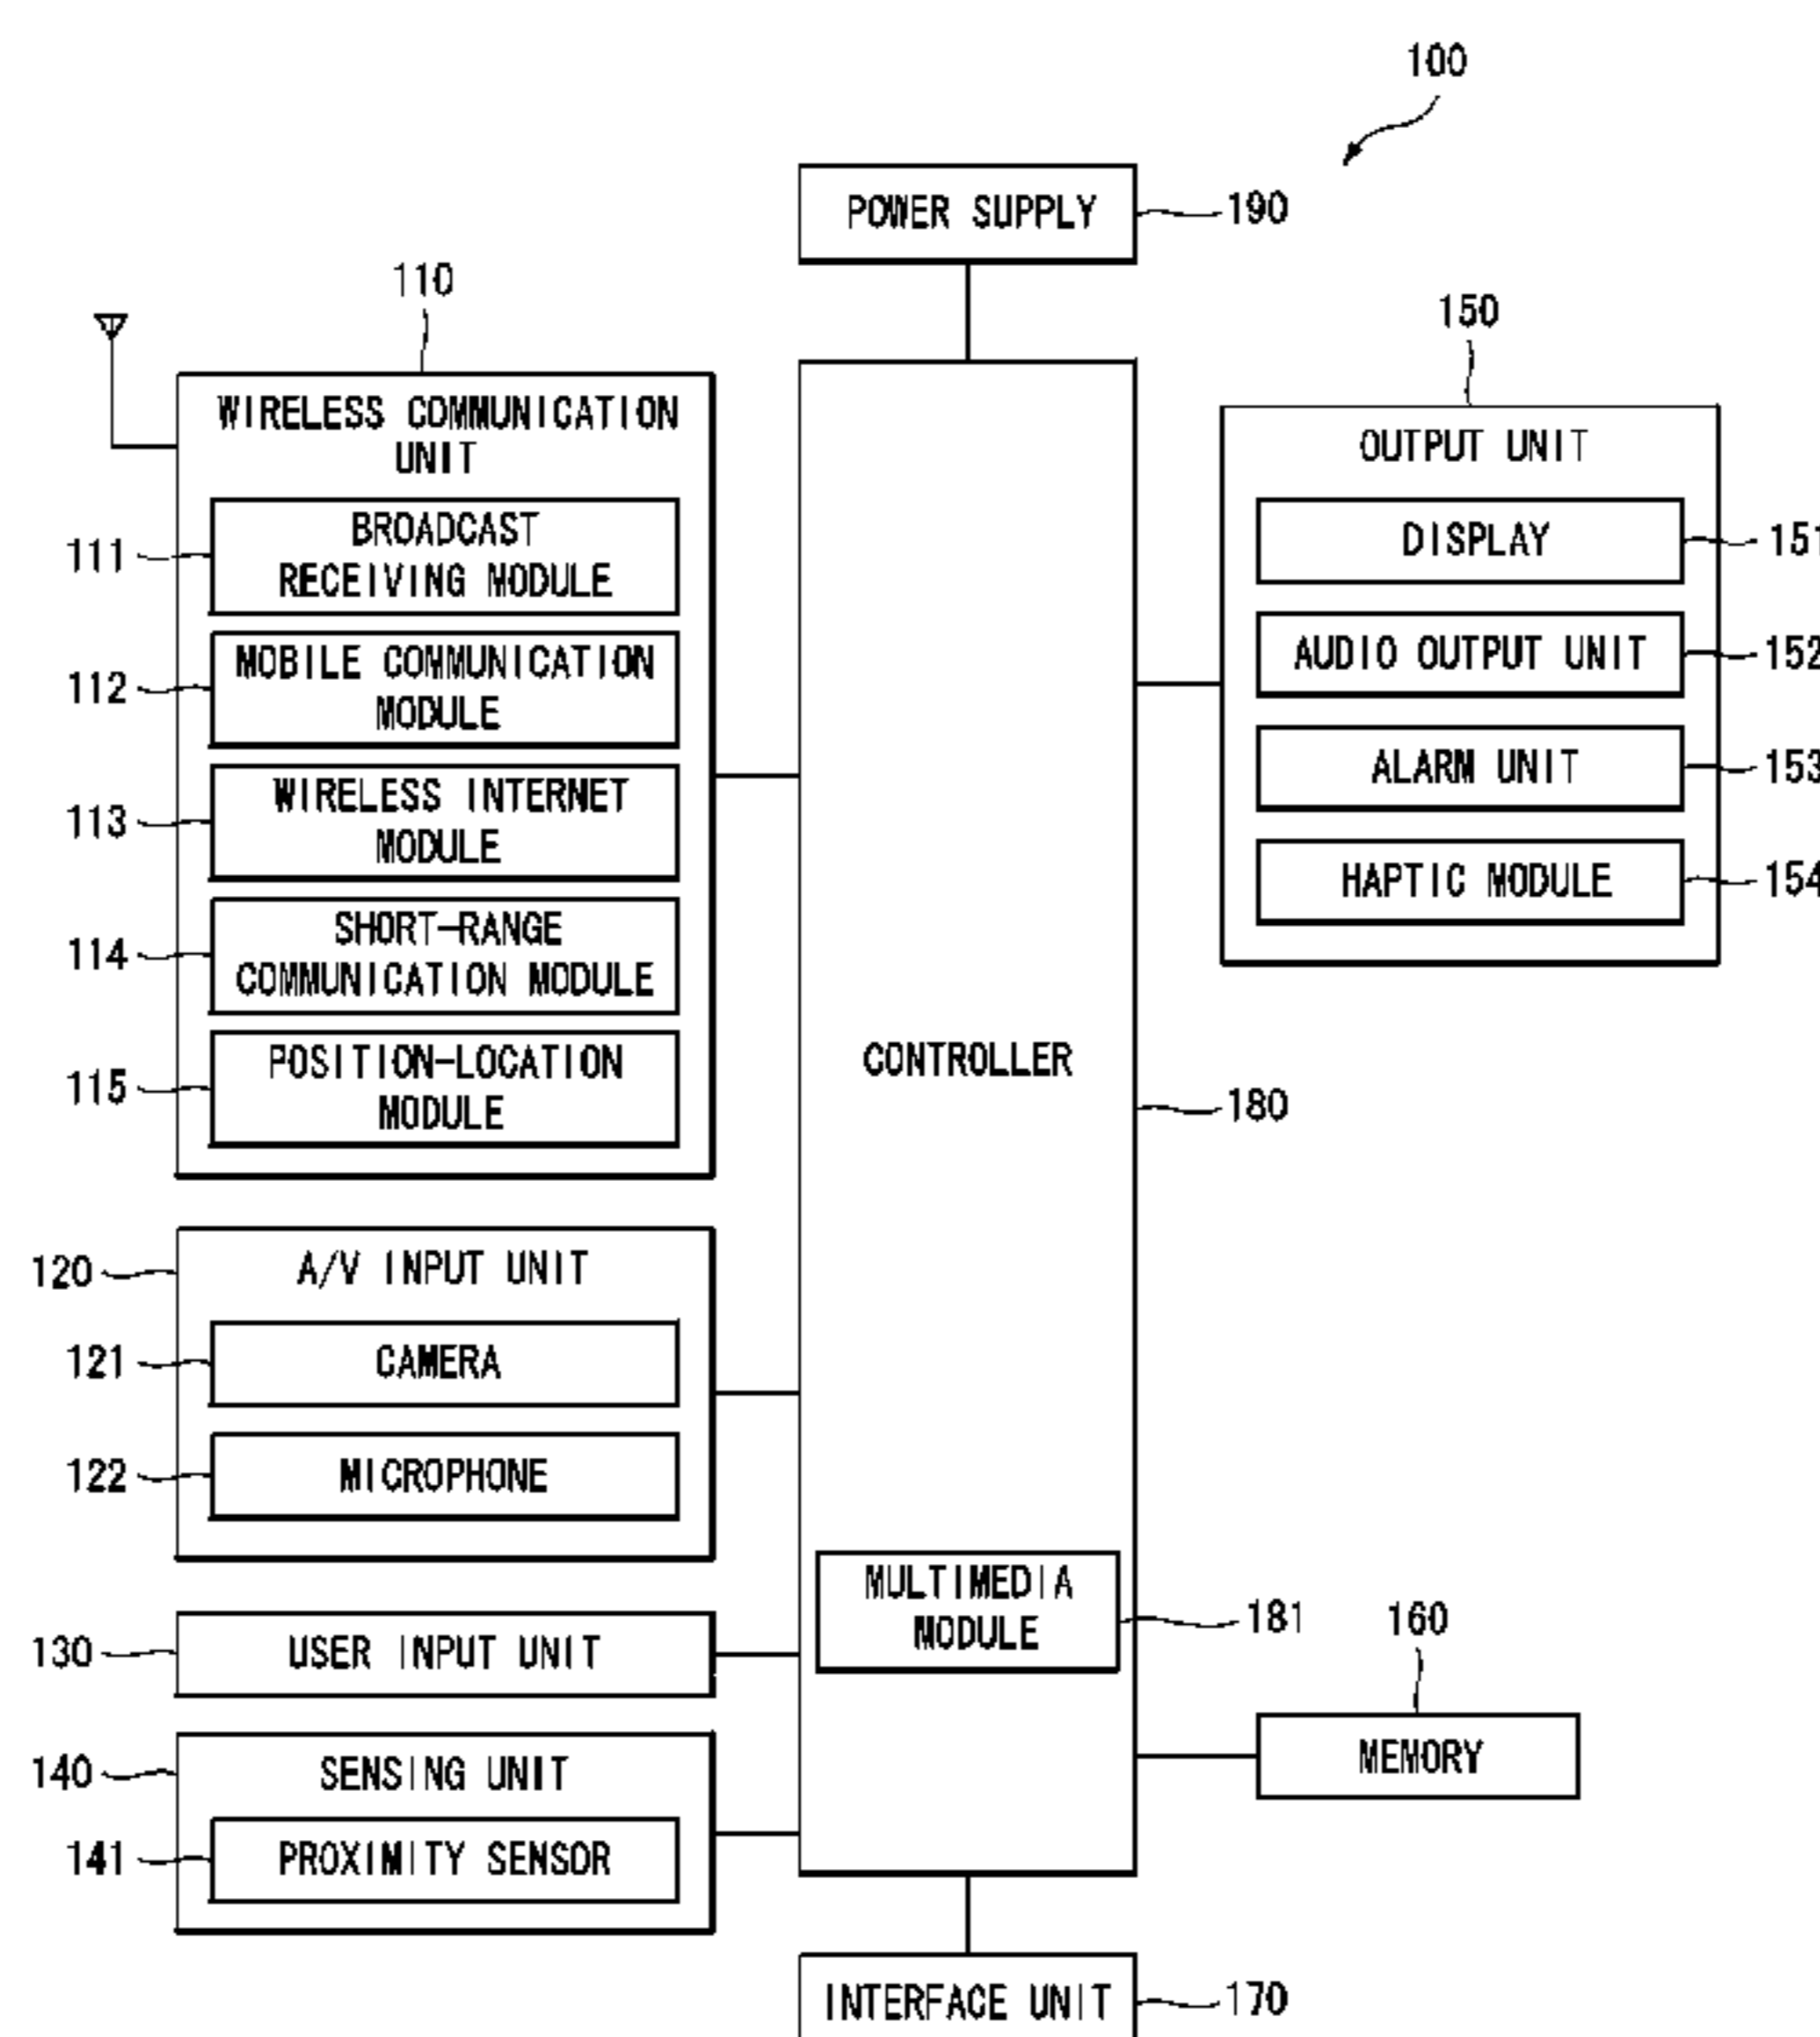 100
POWER SUPPLY
190
110
150
WIRELESS COMMUNICATION
UNIT
111
BROADCAST
RECEIVING MODULE
112
MOBILE COMMUNICATION
MODULE
113
WIRELESS INTERNET
MODULE
114
SHORT-RANGE
COMMUNICATION MODULE
115
POSITION-LOCATION
MODULE
OUTPUT UNIT
DISPLAY
151
AUDIO OUTPUT UNIT
152
ALARM UNIT
153
HAPTIC MODULE
154
CONTROLLER
180
120
A/V INPUT UNIT
121
CAMERA
122
MICROPHONE
MULTIMEDIA
MODULE
181
160
130
USER INPUT UNIT
MEMORY
140
SENSING UNIT
141
PROXIMITY SENSOR
INTERFACE UNIT
170